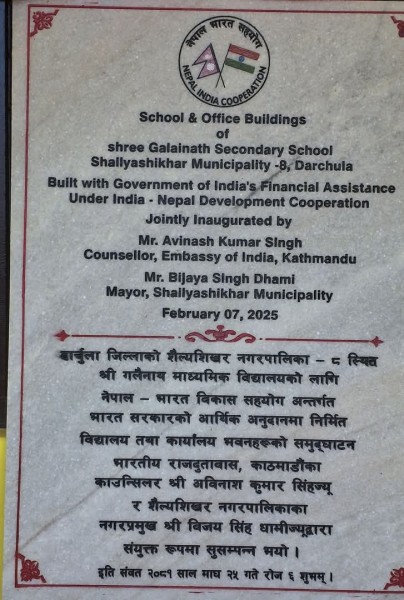 नेपाल भारत सहयोग
NEPAL INDIA COOPERATION
School & Office Buildings
of
shree Galainath Secondary School
Shallyashikhar Municipality -8, Darchula
Built with Government of India's Financial Assistance
Under India - Nepal Development Cooperation
Jointly Inaugurated by
Mr. Avinash Kumar Singh
Counsellor, Embassy of India, Kathmandu
Mr. Bijaya Singh Dhami
Mayor, Shailyashikhar Municipality
February 07, 2025
दार्चुला जिल्लाको शैल्यशिखर नगरपालिका – ८ स्थित
श्री गलैनाथ माध्यमिक विद्यालयको लागि
नेपाल – भारत विकास सहयोग अन्तर्गत
भारत सरकारको आर्थिक अनुदानमा निर्मित
विद्यालय तथा कार्यालय भवनहरूको समुद्घाटन
भारतीय राजदुतावास, काठमाडौंका
काउन्सिलर श्री अविनाश कुमार सिंहज्यू
र शैल्यशिखर नगरपालिकाका
नगरप्रमुख श्री विजय सिंह धामीज्यूद्वारा
संयुक्त रूपमा सुसम्पन्न भयो ।
इति संवत २०८१ साल माघ २५ गते रोज ६ शुभम् ।